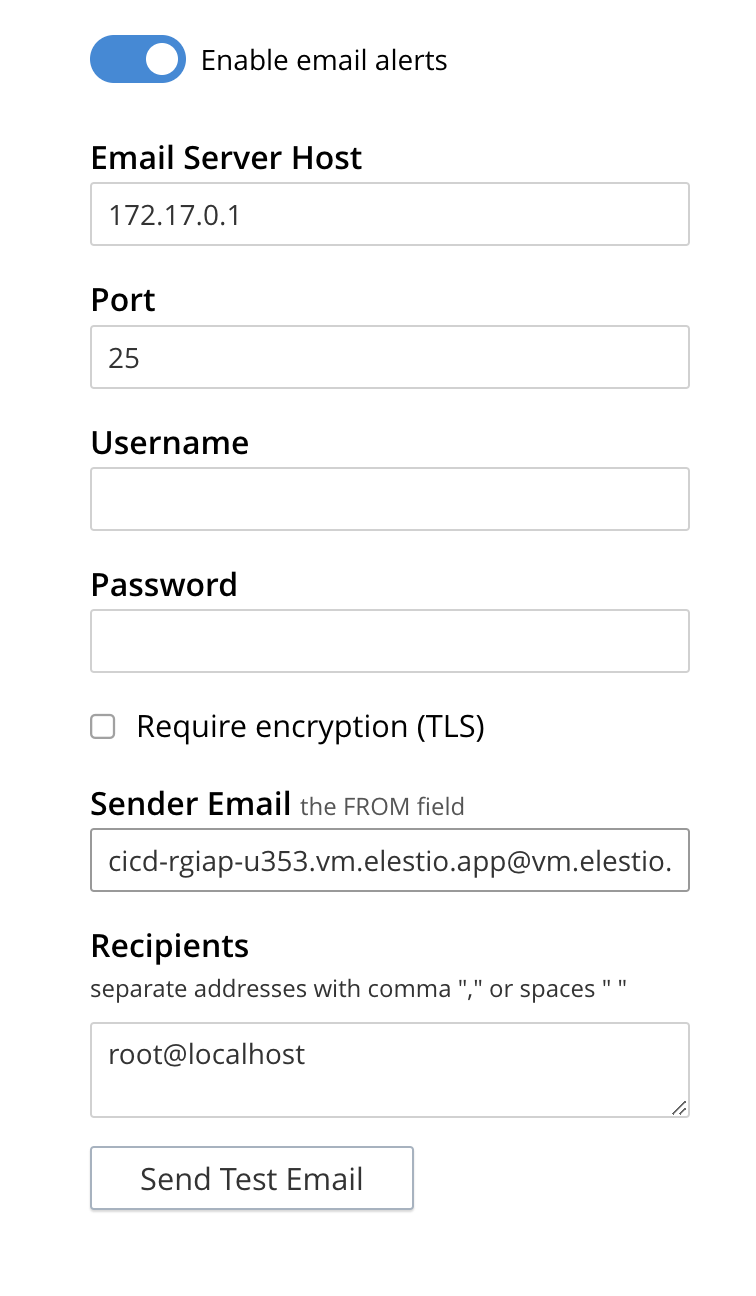 Enable email alerts
Email Server Host
172.17.0.1
Port
25
Username
Password
Require encryption (TLS)
Sender Email the FROM field
cicd-rgiap-u353.vm.elestio.app@vm.elestio.
Recipients
separate addresses with comma "," or spaces " "
root@localhost
Send Test Email